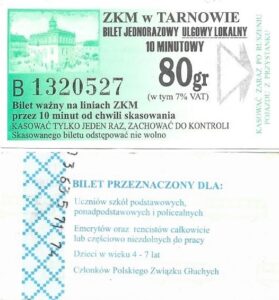 ZKM w TARNOWIE
BILET JEDNORAZOWY ULGOWY LOKALNY
10 MINUTOWY
80gr
(w tym 7% VAT)
B 1320527
Bilet ważny na liniach ZKM
przez 10 minut od chwili skasowania
KASOWAĆ TYLKO JEDEN RAZ, ZACHOWAĆ DO KONTROLI
Skasowanego biletu odstępować nie wolno
KASOWAĆ ZARAZ PO RUSZENIU
POJAZDU Z PRZYSTANKU
BILET PRZEZNACZONY DLA:
Uczniów szkół podstawowych,
ponadpodstawowych i policealnych
Emerytów oraz rencistów całkowicie
lub częściowo niezdolnych do pracy
Dzieci w wieku 4 - 7 lat
Członków Polskiego Związku Głuchych